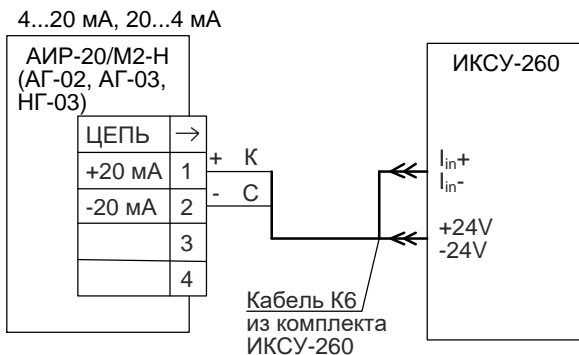 4...20 мА, 20...4 мА
АИР-20/М2-Н
(АГ-02, АГ-03,
НГ-03)
ИКСУ-260
ЦЕПЬ →
+20 мА 1 + К
-20 мА 2 - С
3
4
Iin+
Iin-
+24V
-24V
Кабель К6
из комплекта
ИКСУ-260